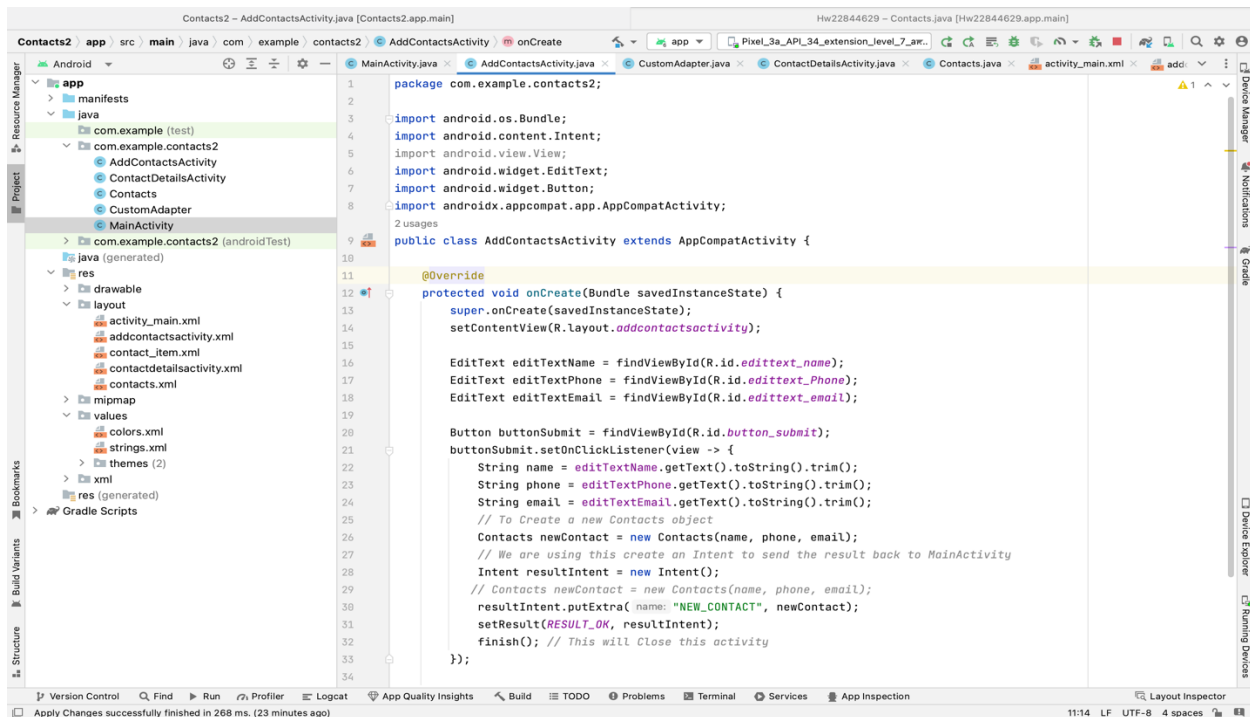 Contacts2 – AddContactsActivity.java [Contacts2.app.main]
Hw22844629 – Contacts.java [Hw22844629.app.main]
Contacts2 app src main java com example contacts2 AddContactsActivity onCreate
app
Pixel_3a_API_34_extension_level_7_ar..
Android
MainActivity.java
AddContactsActivity.java
CustomAdapter.java
ContactDetailsActivity.java
Contacts.java
activity_main.xml
add
Resource Manager
Project
Bookmarks
Build Variants
Structure
app
manifests
java
com.example (test)
com.example.contacts2
AddContactsActivity
ContactDetailsActivity
Contacts
CustomAdapter
MainActivity
com.example.contacts2 (androidTest)
java (generated)
res
drawable
layout
activity_main.xml
addcontactsactivity.xml
contact_item.xml
contactdetailsactivity.xml
contacts.xml
mipmap
values
colors.xml
strings.xml
themes (2)
xml
res (generated)
Gradle Scripts
1 package com.example.contacts2;
2
3 import android.os.Bundle;
4 import android.content.Intent;
5 import android.view.View;
6 import android.widget.EditText;
7 import android.widget.Button;
8 import androidx.appcompat.app.AppCompatActivity;
2 usages
9 public class AddContactsActivity extends AppCompatActivity {
10
11 @Override
12 protected void onCreate(Bundle savedInstanceState) {
13 super.onCreate(savedInstanceState);
14 setContentView(R.layout.addcontactsactivity);
15
16 EditText editTextName = findViewById(R.id.edittext_name);
17 EditText editTextPhone = findViewById(R.id.edittext_Phone);
18 EditText editTextEmail = findViewById(R.id.edittext_email);
19
20 Button buttonSubmit = findViewById(R.id.button_submit);
21 buttonSubmit.setOnClickListener(view -> {
22 String name = editTextName.getText().toString().trim();
23 String phone = editTextPhone.getText().toString().trim();
24 String email = editTextEmail.getText().toString().trim();
25 // To Create a new Contacts object
26 Contacts newContact = new Contacts(name, phone, email);
27 // We are using this create an Intent to send the result back to MainActivity
28 Intent resultIntent = new Intent();
29 // Contacts newContact = new Contacts(name, phone, email);
30 resultIntent.putExtra( name: "NEW_CONTACT", newContact);
31 setResult(RESULT_OK, resultIntent);
32 finish(); // This will Close this activity
33 });
34
1
Device Manager
Notifications
Gradle
Device Explorer
Running Devices
Version Control Find Run Profiler Logcat App Quality Insights Build TODO Problems Terminal Services App Inspection Layout Inspector
Apply Changes successfully finished in 268 ms. (23 minutes ago)
11:14 LF UTF-8 4 spaces